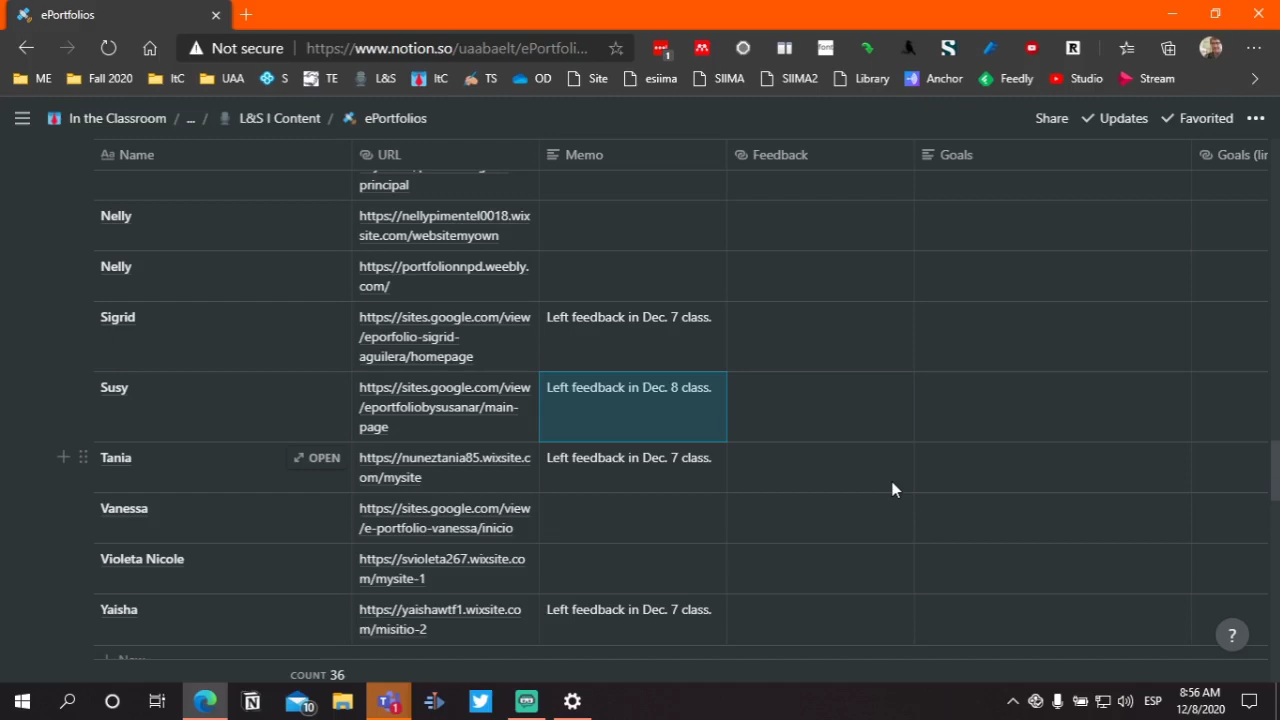 ePortfolios
Not secure
https://www.notion.so/uaabaelt/ePortfoli...
1
font
ME
Fall 2020
ItC
UAA
S
TE
L&S
ItC
TS
OD
Site
esiima
SIIMA
SIIMA2
Library
Anchor
Feedly
Studio
Stream
In the Classroom / ... / L&S I Content / ePortfolios
Share
Updates
Favorited
Aa Name
URL
Memo
Feedback
Goals
Goals (lin
principal
Nelly
https://nellypimentel0018.wix
site.com/websitemyown
Nelly
https://portfolionnpd.weebly.
com/
Sigrid
https://sites.google.com/view
/eporfolio-sigrid-
aguilera/homepage
Left feedback in Dec. 7 class.
Susy
https://sites.google.com/view
/eportfoliobysusanar/main-
page
Left feedback in Dec. 8 class.
Tania
OPEN
https://nuneztania85.wixsite.c
om/mysite
Left feedback in Dec. 7 class.
Vanessa
https://sites.google.com/view
/e-portfolio-vanessa/inicio
Violeta Nicole
https://svioleta267.wixsite.co
m/mysite-1
Yaisha
https://yaishawtf1.wixsite.co
m/misitio-2
Left feedback in Dec. 7 class.
?
COUNT 36
10
1
ESP
8:56 AM
12/8/2020